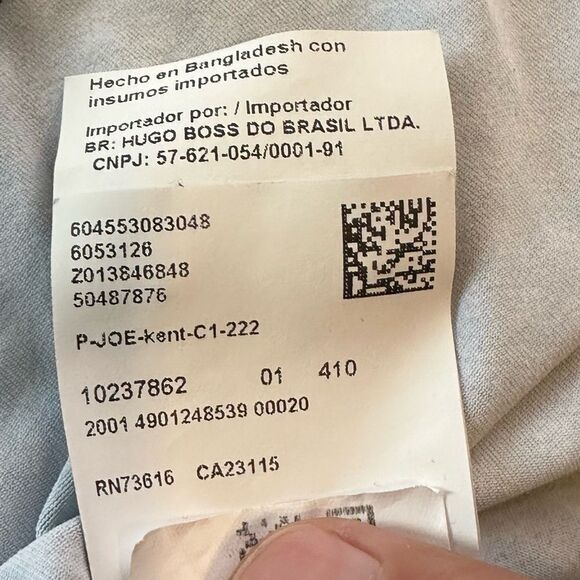 Hecho en Bangladesh con
insumos importados
Importador por: / Importador
BR: HUGO BOSS DO BRASIL LTDA.
CNPJ: 57-621-054/0001-91
604553083048
6053126
Z013846848
50487876
P-JOE-kent-C1-222
10237862 01 410
2001 4901248539 00020
RN73616 CA23115